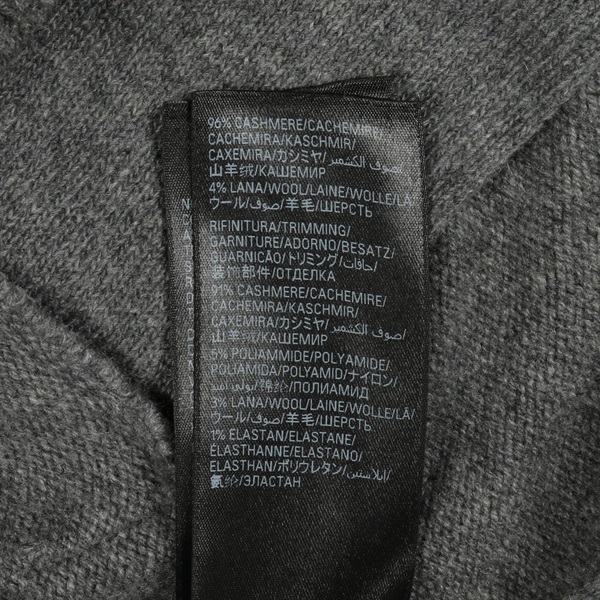 96% CASHMERE/CACHEMIRE/
CACHEMIRA/KASCHMIR/
CAXEMIRA/カシミヤ/صوف الكشمير/
山羊绒/КАШЕМИР
4% LANA/WOOL/LAINE/WOLLE/LÃ/
ウール/صوف/羊毛/ШЕРСТЬ
RIFINITURA/TRIMMING/
GARNITURE/ADORNO/BESATZ/
GUARNICÃO/トリミング/حافات/
装饰部件/ОТДЕЛКА
91% CASHMERE/CACHEMIRE/
CACHEMIRA/KASCHMIR/
CAXEMIRA/カシミヤ/صوف الكشمير/
山羊绒/КАШЕМИР
5% POLIAMMIDE/POLYAMIDE/
POLIAMIDA/POLYAMID/ナイロン/
بولي اميد/锦纶/ПОЛИАМИД
3% LANA/WOOL/LAINE/WOLLE/LÃ/
ウール/صوف/羊毛/ШЕРСТЬ
1% ELASTAN/ELASTANE/
ÉLASTHANNE/ELASTANO/
ELASTHAN/ポリウレタン/إيلاستين/
氨纶/ЭЛАСТАН